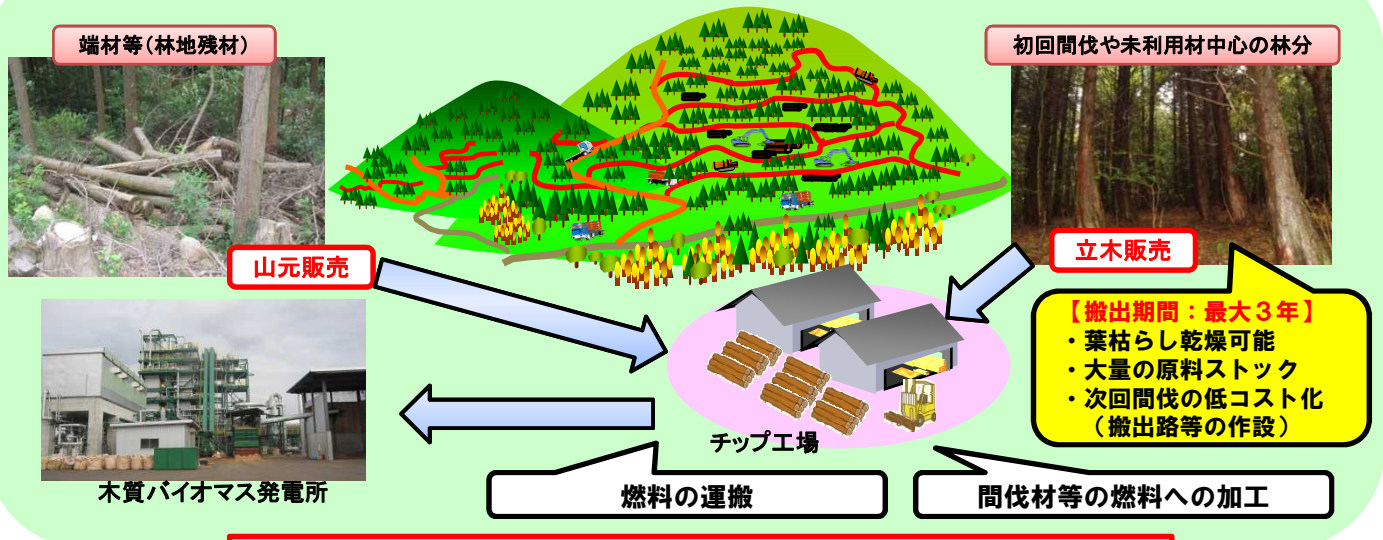 端材等(林地残材)
初回間伐や未利用材中心の林分
山元販売
立木販売
【搬出期間：最大３年】
・葉枯らし乾燥可能
・大量の原料ストック
・次回間伐の低コスト化
（搬出路等の作設）
チップ工場
木質バイオマス発電所
燃料の運搬
間伐材等の燃料への加工